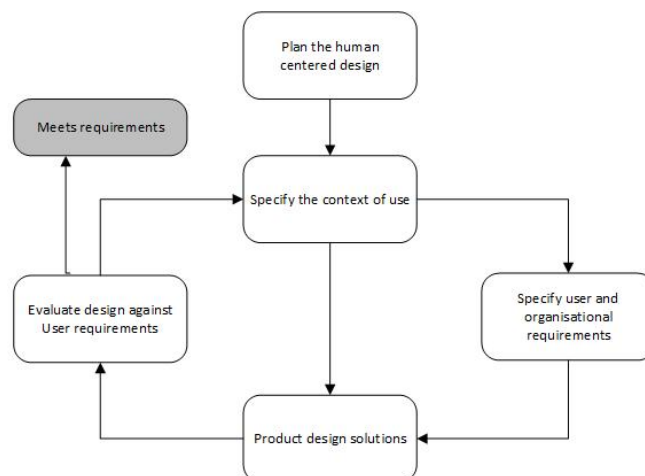 Plan the human
centered design
Meets requirements
Specify the context of use
Evaluate design against
User requirements
Specify user and
organisational
requirements
Product design solutions